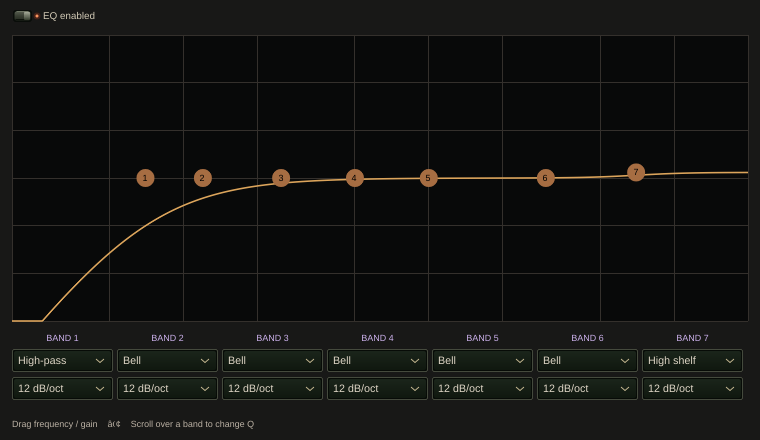 EQ enabled
1 2 3 4 5 6 7
BAND 1 BAND 2 BAND 3 BAND 4 BAND 5 BAND 6 BAND 7
High-pass Bell Bell Bell Bell Bell High shelf
12 dB/oct 12 dB/oct 12 dB/oct 12 dB/oct 12 dB/oct 12 dB/oct 12 dB/oct
Drag frequency / gain â€¢ Scroll over a band to change Q